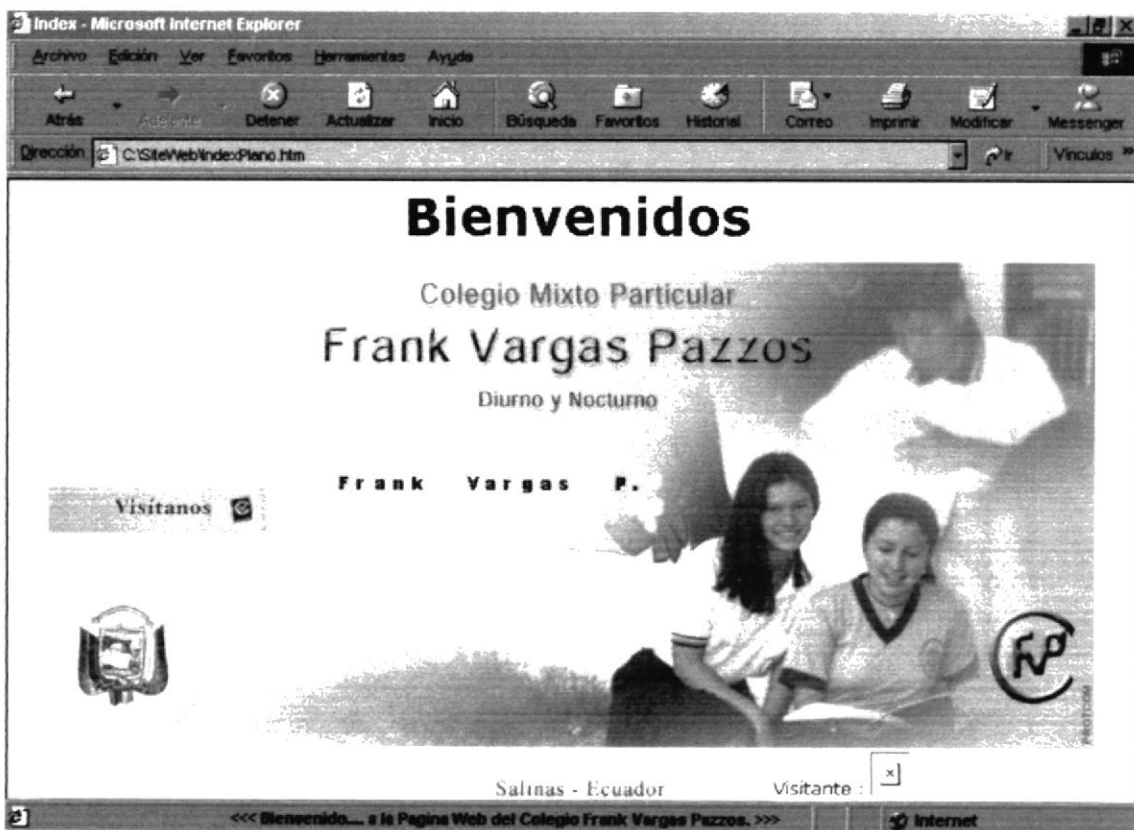 Index - Microsoft Internet Explorer
Archivo Edición Ver Favoritos Herramientas Ayuda
Atrás Adelante Detener Actualizar Inicio Búsqueda Favoritos Historial Correo Imprimir Modificar Messenger
Dirección C:\SiteWeb\IndexPlano.htm Ir Vínculos »
Bienvenidos
Colegio Mixto Particular
Frank Vargas Pazzos
Diurno y Nocturno
Frank Vargas P.
Visítanos
FVP
PROTCOM
Salinas - Ecuador Visitante :
<<< Bienvenido.... a la Pagina Web del Colegio Frank Vargas Pazzos. >>> Internet